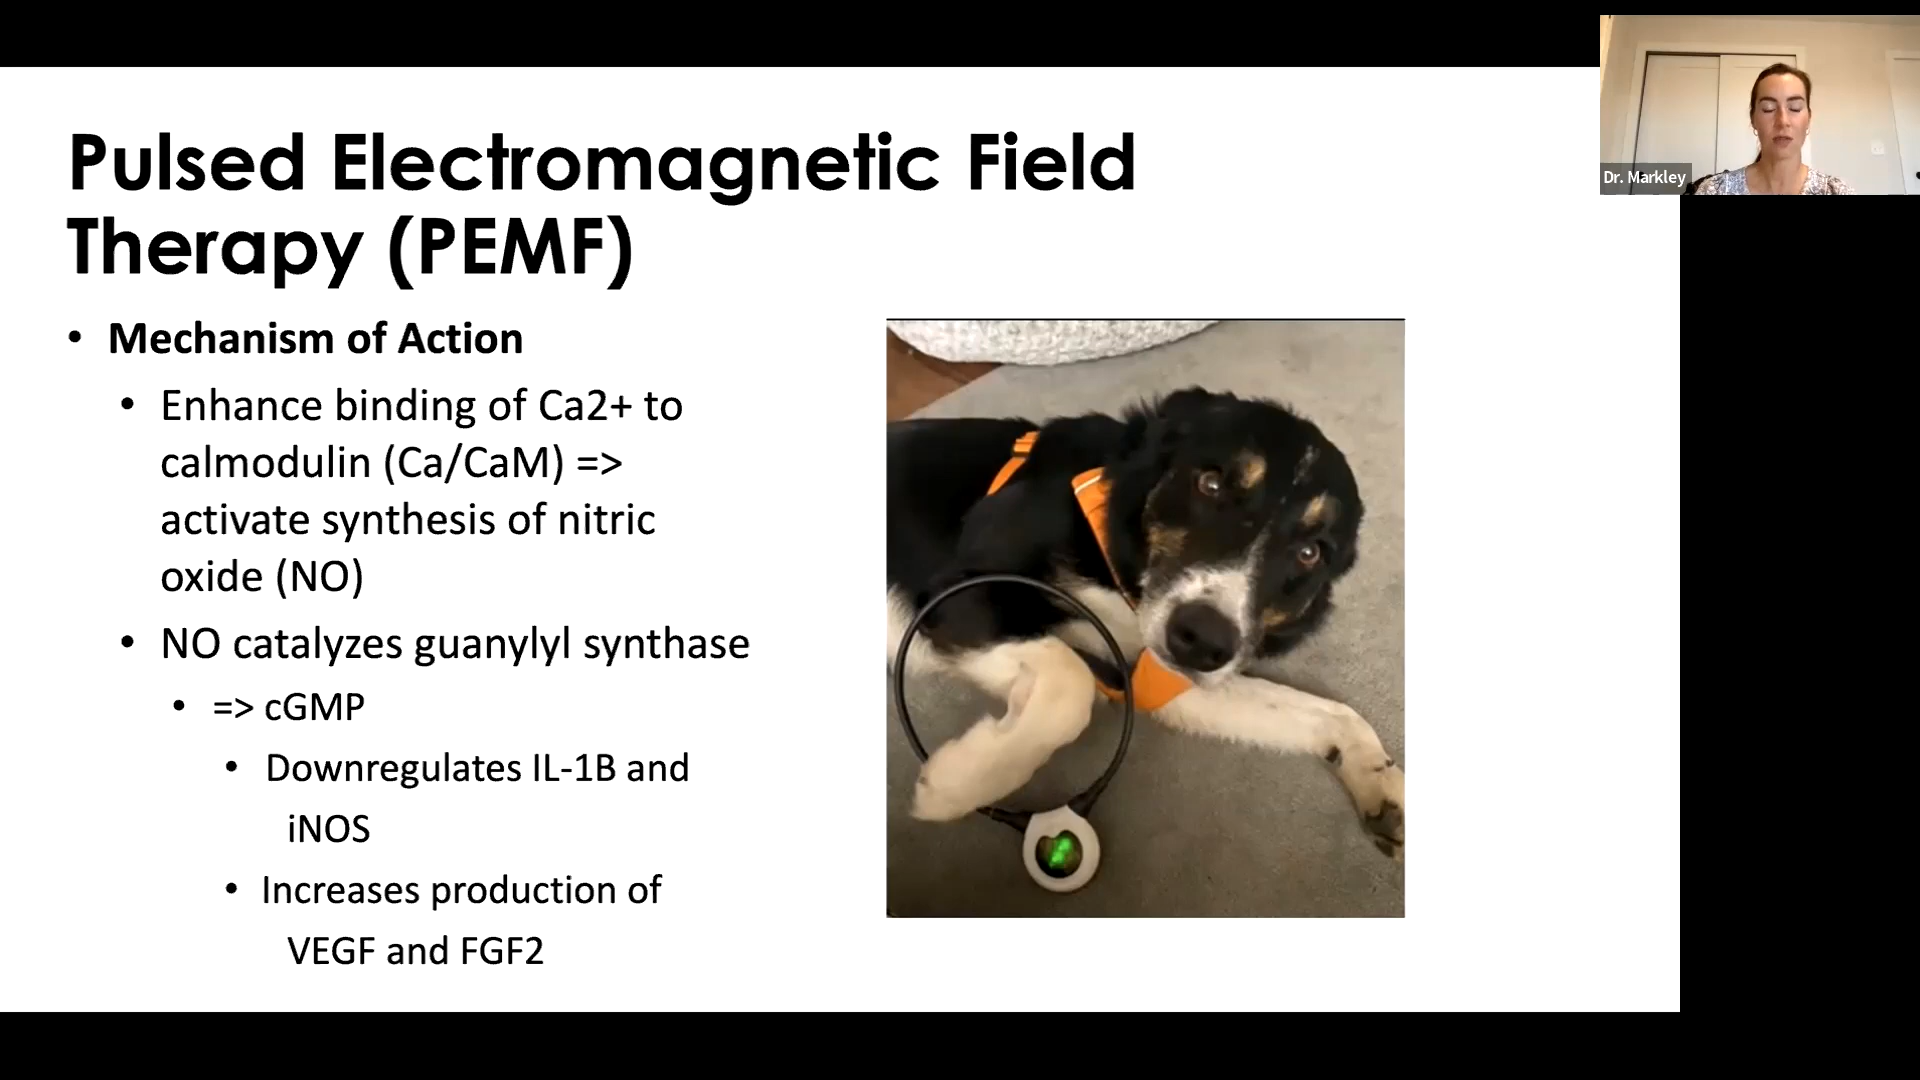 Pulsed Electromagnetic Field
Therapy (PEMF)
• Mechanism of Action
• Enhance binding of Ca2+ to
calmodulin (Ca/CaM) =>
activate synthesis of nitric
oxide (NO)
• NO catalyzes guanylyl synthase
• => cGMP
• Downregulates IL-1B and
iNOS
• Increases production of
VEGF and FGF2
Dr. Markley